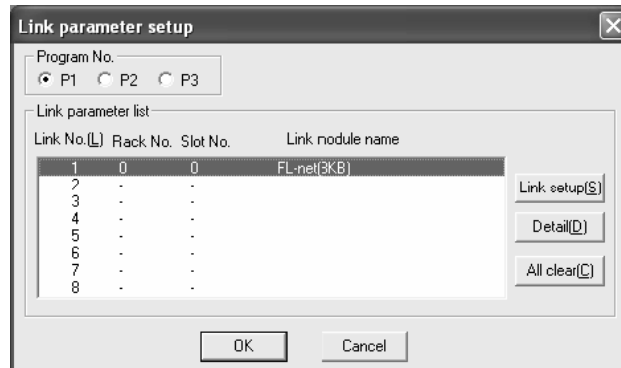 Link parameter setup
Program No.
P1 P2 P3
Link parameter list
Link No.(L) Rack No. Slot No. Link nodule name
1 0 0 FL-net(3KB)
2 - -
3 - -
4 - -
5 - -
6 - -
7 - -
8 - -
Link setup(S)
Detail(D)
All clear(C)
OK Cancel